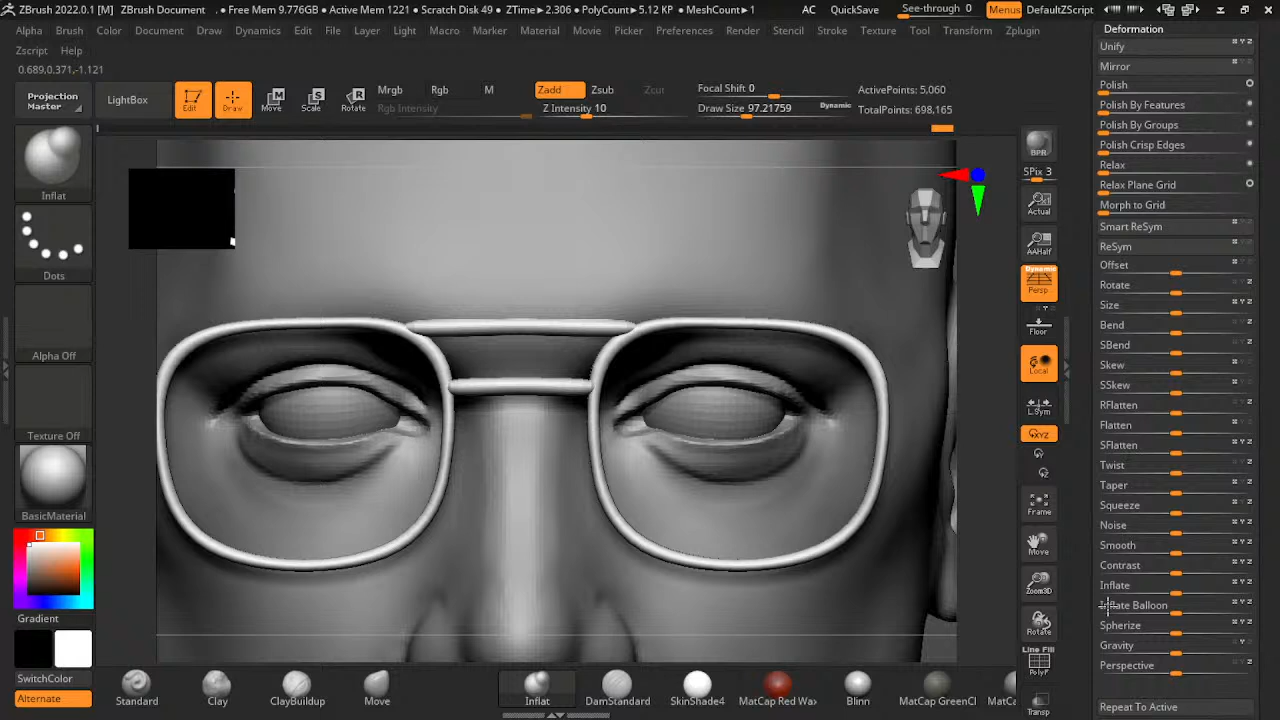 ZBrush 2022.0.1 [M] ZBrush Document . • Free Mem 9.776GB • Active Mem 1221 • Scratch Disk 49 • ZTime▸2.306 • PolyCount▸5.12 KP • MeshCount▸1 AC QuickSave See-through 0 Menus DefaultZScript
Alpha Brush Color Document Draw Dynamics Edit File Layer Light Macro Marker Material Movie Picker Preferences Render Stencil Stroke Texture Tool Transform Zplugin
Zscript Help
0.689,0.371,-1.121
Projection Master
LightBox
Edit
Draw
Move
Scale
Rotate
Mrgb Rgb M
Rgb Intensity
Zadd Zsub Zcut
Z Intensity 10
Focal Shift 0
Draw Size 97.21759 Dynamic
ActivePoints: 5,060
TotalPoints: 698,165
Inflat
Dots
Alpha Off
Texture Off
BasicMaterial
Gradient
SwitchColor
Alternate
BPR
SPix 3
Actual
AAHalf
Dynamic
Persp
Floor
Local
L.Sym
XYZ
Frame
Move
Zoom3D
Rotate
Line Fill
PolyF
Transp
Deformation
Unify
Mirror
Polish
Polish By Features
Polish By Groups
Polish Crisp Edges
Relax
Relax Plane Grid
Morph to Grid
Smart ReSym
ReSym
Offset
Rotate
Size
Bend
SBend
Skew
SSkew
RFlatten
Flatten
SFlatten
Twist
Taper
Squeeze
Noise
Smooth
Contrast
Inflate
Inflate Balloon
Spherize
Gravity
Perspective
Repeat To Active
Standard Clay ClayBuildup Move Inflat DamStandard SkinShade4 MatCap Red Wax Blinn MatCap GreenCl MatCa